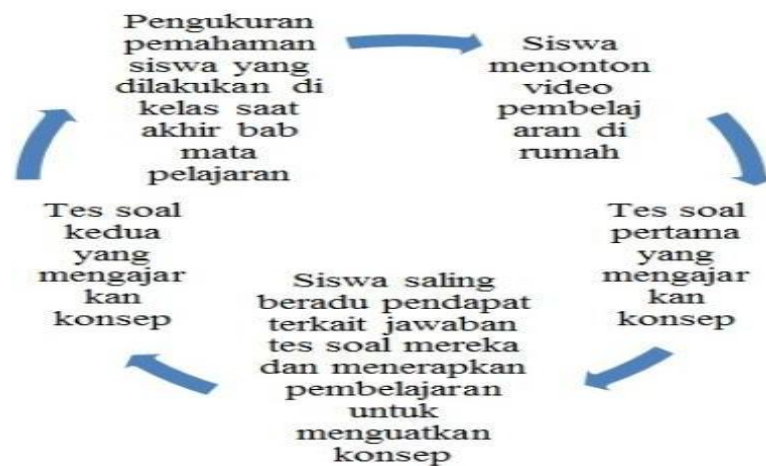 Pengukuran
pemahaman
siswa yang
dilakukan di
kelas saat
akhir bab
mata
pelajaran
Siswa
menonton
video
pembelaj
aran di
rumah
Tes soal
pertama
yang
mengajar
kan
konsep
Siswa saling
beradu pendapat
terkait jawaban
tes soal mereka
dan menerapkan
pembelajaran
untuk
menguatkan
konsep
Tes soal
kedua
yang
mengajar
kan
konsep